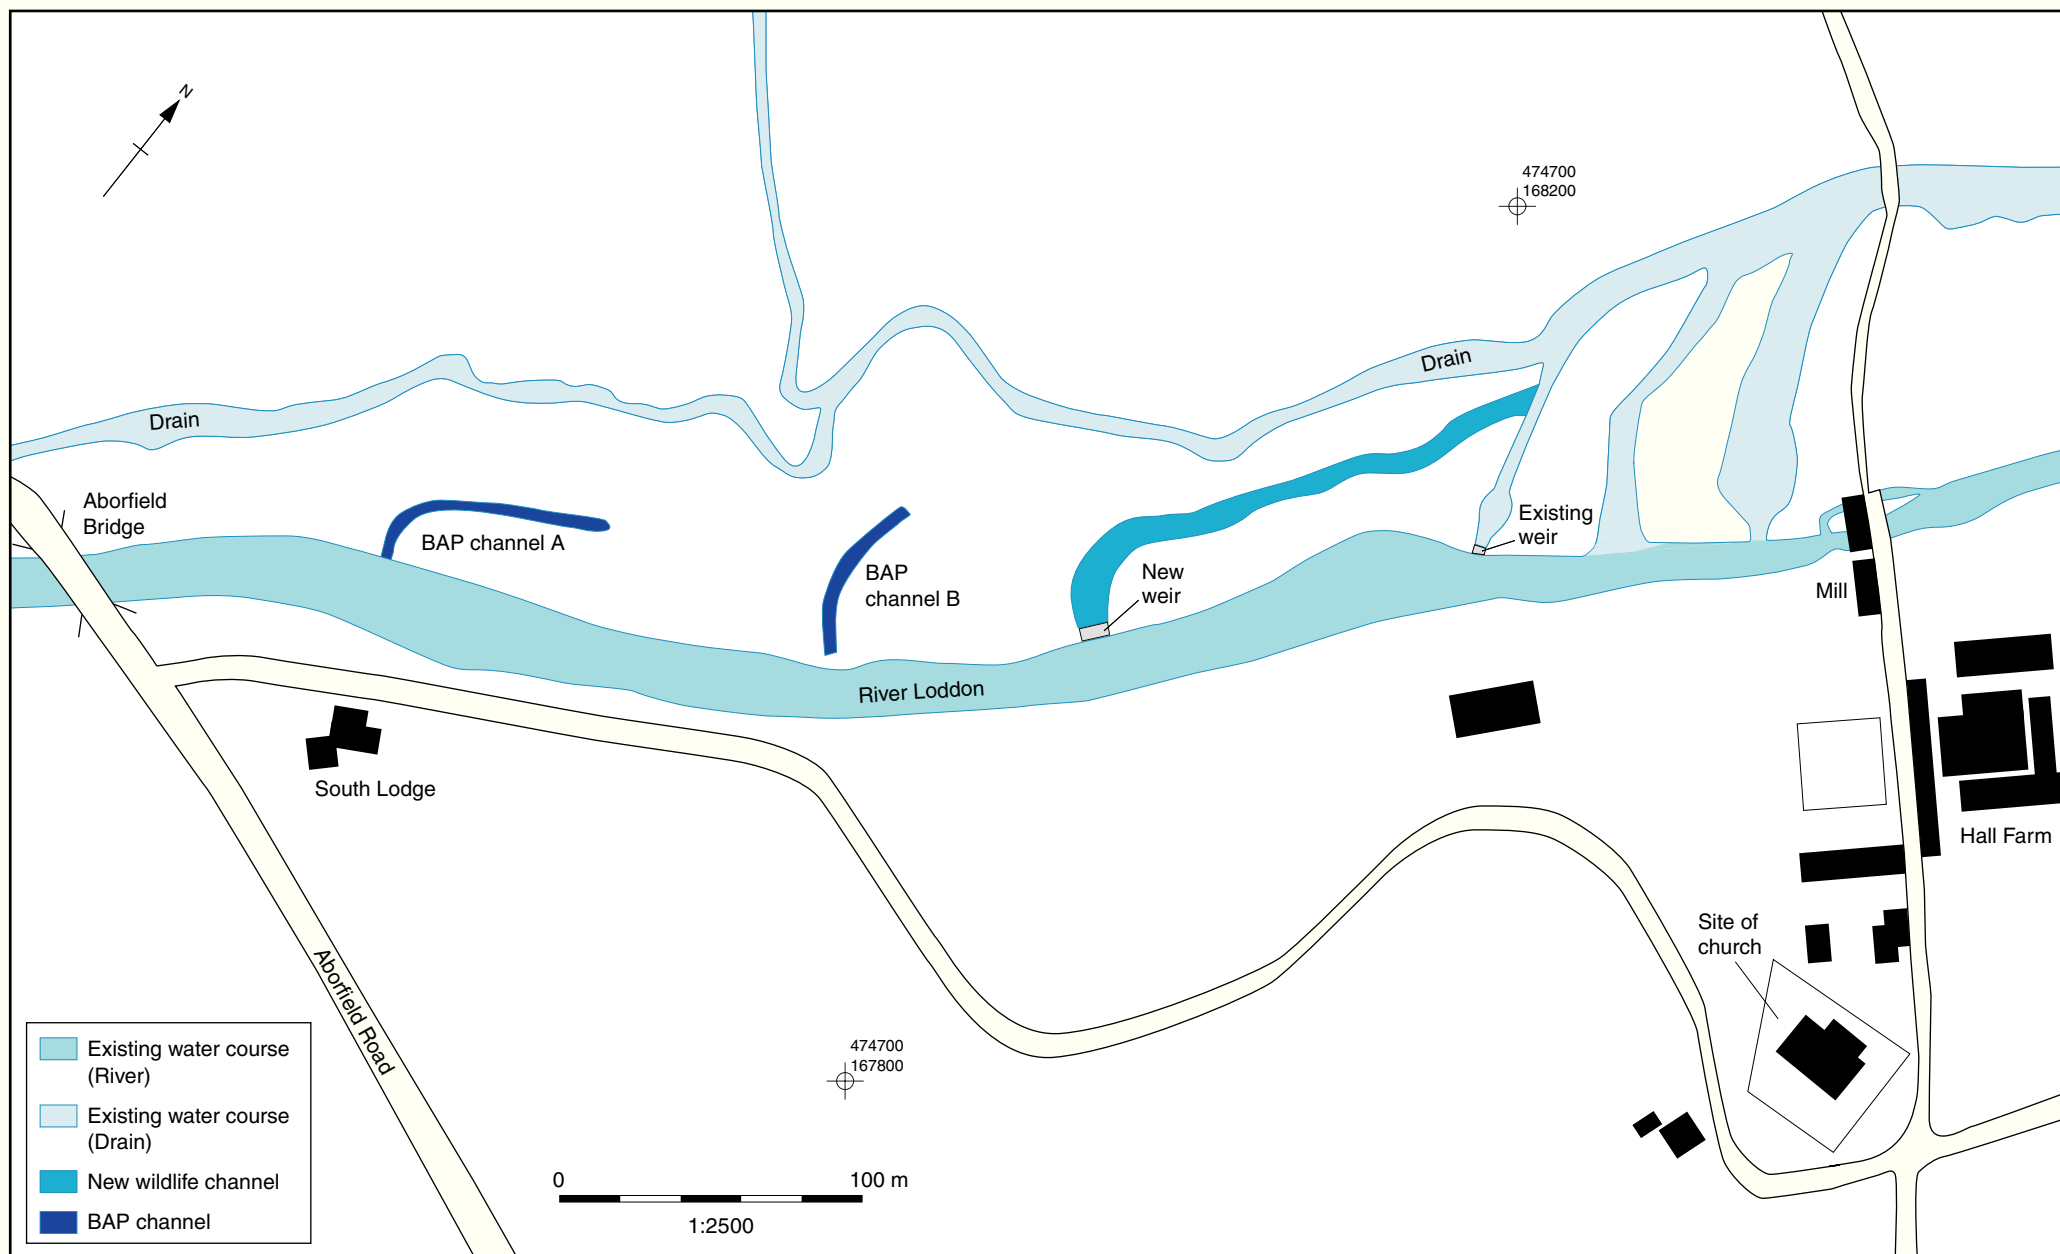 N
474700
168200
Drain
Drain
Aborfield
Bridge
BAP channel A
BAP
channel B
New
weir
Existing
weir
Mill
River Loddon
South Lodge
Hall Farm
Site of
church
Aborfield Road
474700
167800
Existing water course
(River)
Existing water course
(Drain)
New wildlife channel
BAP channel
0
100 m
1:2500